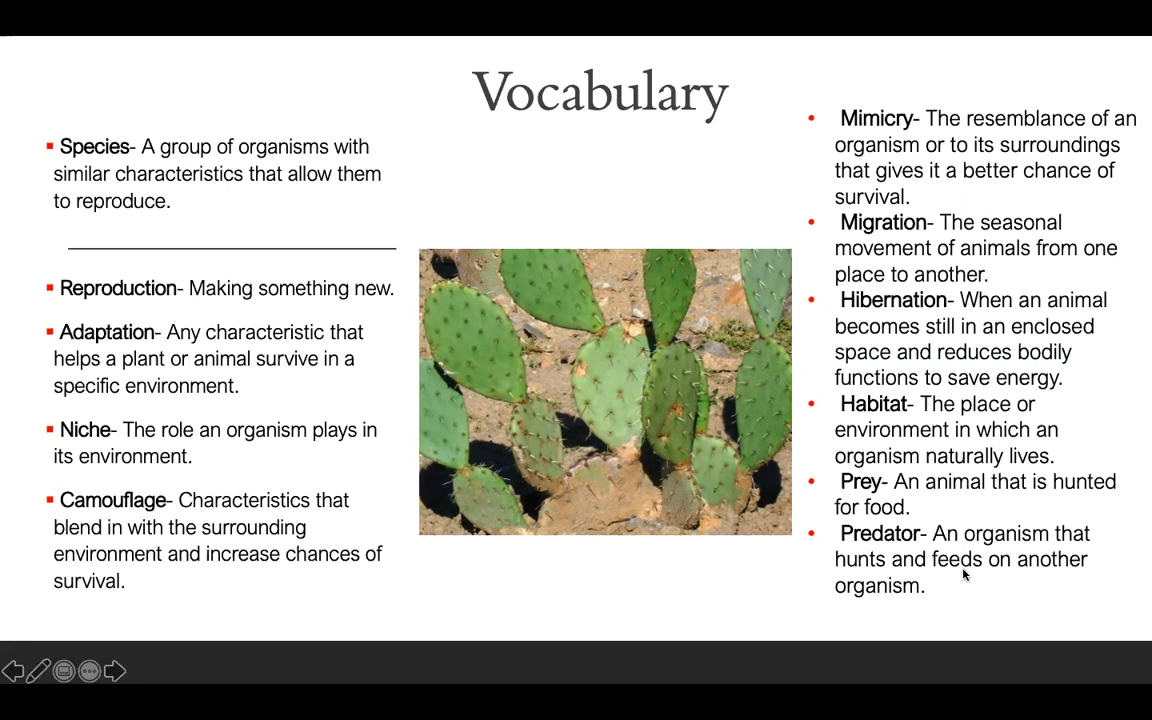 Vocabulary
Species- A group of organisms with
similar characteristics that allow them
to reproduce.
Reproduction- Making something new.
Adaptation- Any characteristic that
helps a plant or animal survive in a
specific environment.
Niche- The role an organism plays in
its environment.
Camouflage- Characteristics that
blend in with the surrounding
environment and increase chances of
survival.
Mimicry- The resemblance of an
organism or to its surroundings
that gives it a better chance of
survival.
Migration- The seasonal
movement of animals from one
place to another.
Hibernation- When an animal
becomes still in an enclosed
space and reduces bodily
functions to save energy.
Habitat- The place or
environment in which an
organism naturally lives.
Prey- An animal that is hunted
for food.
Predator- An organism that
hunts and feeds on another
organism.